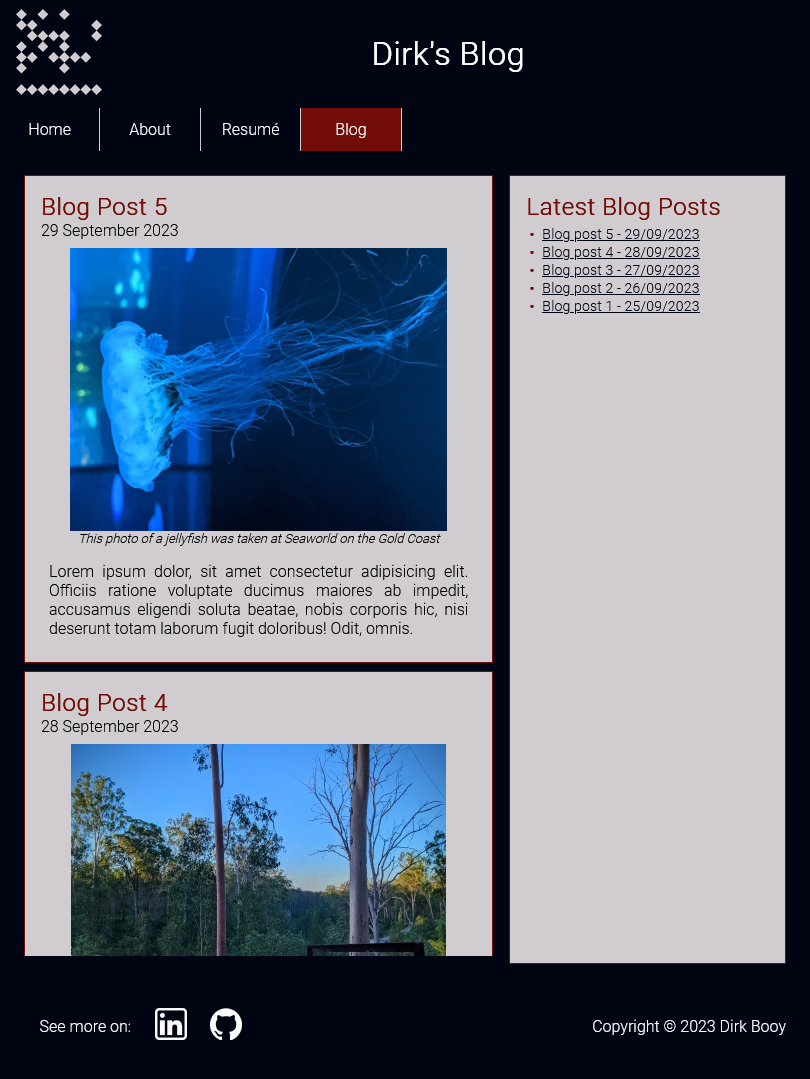 Dirk's Blog
Home
About
Resumé
Blog
Blog Post 5
29 September 2023
This photo of a jellyfish was taken at Seaworld on the Gold Coast
Lorem ipsum dolor, sit amet consectetur adipisicing elit.
Officiis ratione voluptate ducimus maiores ab impedit,
accusamus eligendi soluta beatae, nobis corporis hic, nisi
deserunt totam laborum fugit doloribus! Odit, omnis.
Blog Post 4
28 September 2023
Latest Blog Posts
• Blog post 5 - 29/09/2023
• Blog post 4 - 28/09/2023
• Blog post 3 - 27/09/2023
• Blog post 2 - 26/09/2023
• Blog post 1 - 25/09/2023
See more on:
in
Copyright © 2023 Dirk Booy